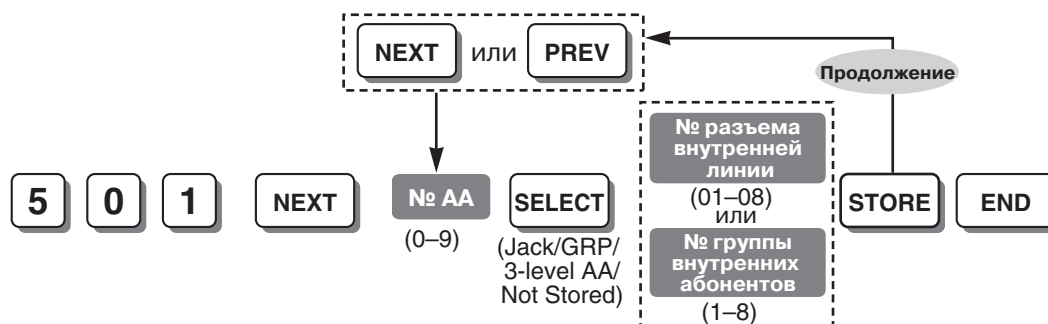 NEXT или PREV
Продолжение
5 0 1 NEXT № АА SELECT № разъема внутренней линии STORE END
(0–9)
(Jack/GRP/
3-level AA/
Not Stored)
(01–08)
или
№ группы
внутренних
абонентов
(1–8)